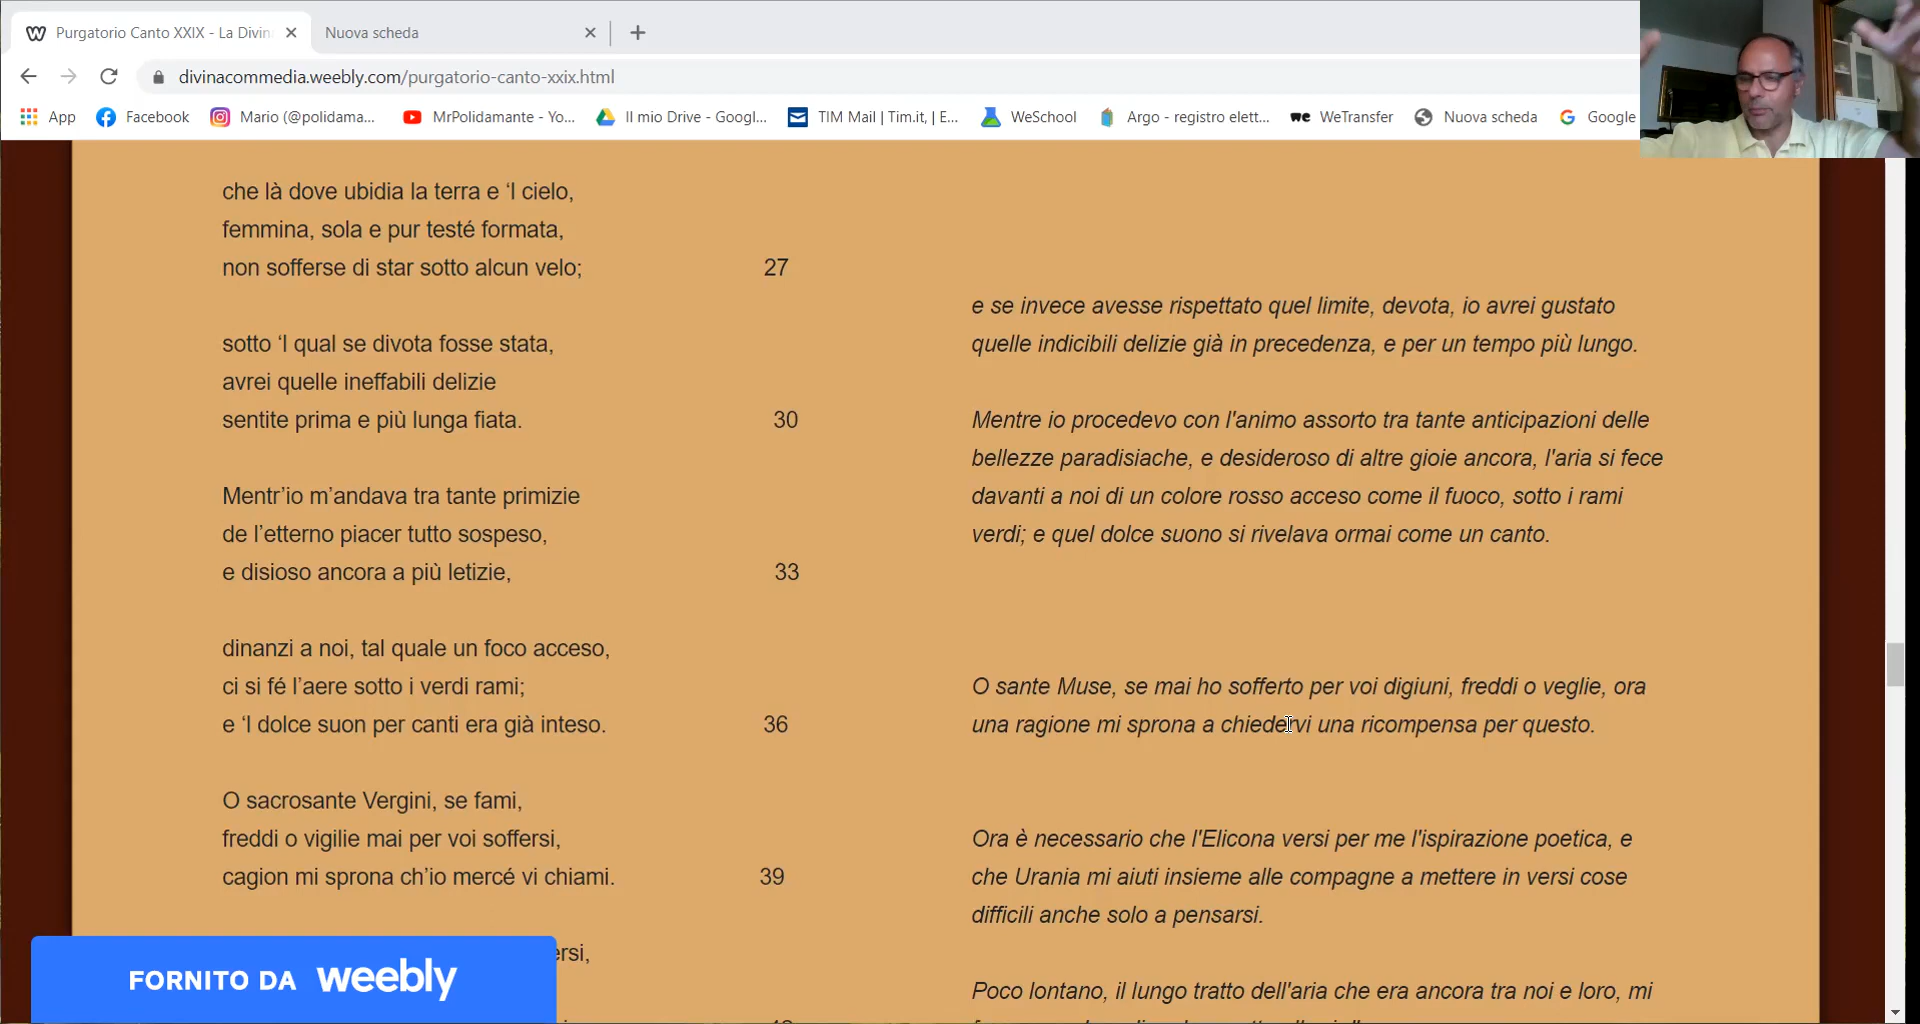 Purgatorio Canto XXIX - La Divin
Nuova scheda
divinacommedia.weebly.com/purgatorio-canto-xxix.html
App
Facebook
Mario (@polidama...
MrPolidamante - Yo...
Il mio Drive - Googl...
TIM Mail | Tim.it, | E...
WeSchool
Argo - registro elett...
we WeTransfer
Nuova scheda
Google
che là dove ubidia la terra e ‘l cielo,
femmina, sola e pur testé formata,
non sofferse di star sotto alcun velo; 27
sotto ‘l qual se divota fosse stata,
avrei quelle ineffabili delizie
sentite prima e più lunga fiata. 30
Mentr’io m’andava tra tante primizie
de l’etterno piacer tutto sospeso,
e disioso ancora a più letizie, 33
dinanzi a noi, tal quale un foco acceso,
ci si fé l’aere sotto i verdi rami;
e ‘l dolce suon per canti era già inteso. 36
O sacrosante Vergini, se fami,
freddi o vigilie mai per voi soffersi,
cagion mi sprona ch’io mercé vi chiami. 39
ersi,
e se invece avesse rispettato quel limite, devota, io avrei gustato
quelle indicibili delizie già in precedenza, e per un tempo più lungo.
Mentre io procedevo con l'animo assorto tra tante anticipazioni delle
bellezze paradisiache, e desideroso di altre gioie ancora, l'aria si fece
davanti a noi di un colore rosso acceso come il fuoco, sotto i rami
verdi; e quel dolce suono si rivelava ormai come un canto.
O sante Muse, se mai ho sofferto per voi digiuni, freddi o veglie, ora
una ragione mi sprona a chiedervi una ricompensa per questo.
Ora è necessario che l'Elicona versi per me l'ispirazione poetica, e
che Urania mi aiuti insieme alle compagne a mettere in versi cose
difficili anche solo a pensarsi.
Poco lontano, il lungo tratto dell'aria che era ancora tra noi e loro, mi
FORNITO DA weebly